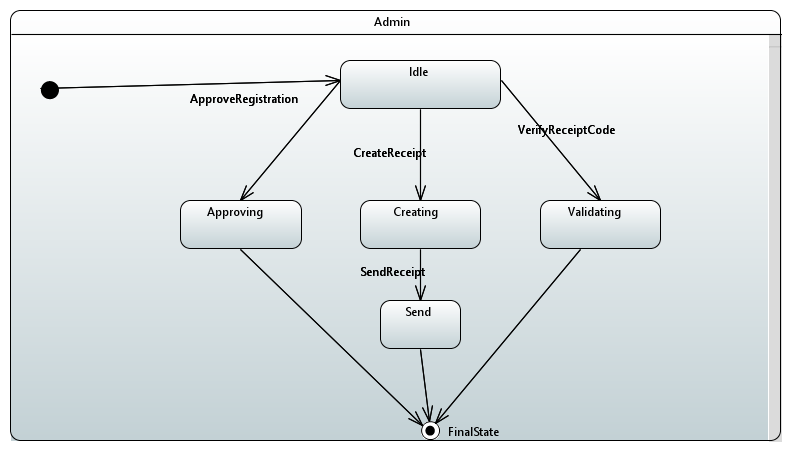 Admin
Idle
ApproveRegistration
VerifyReceiptCode
CreateReceipt
Approving
Creating
Validating
SendReceipt
Send
FinalState